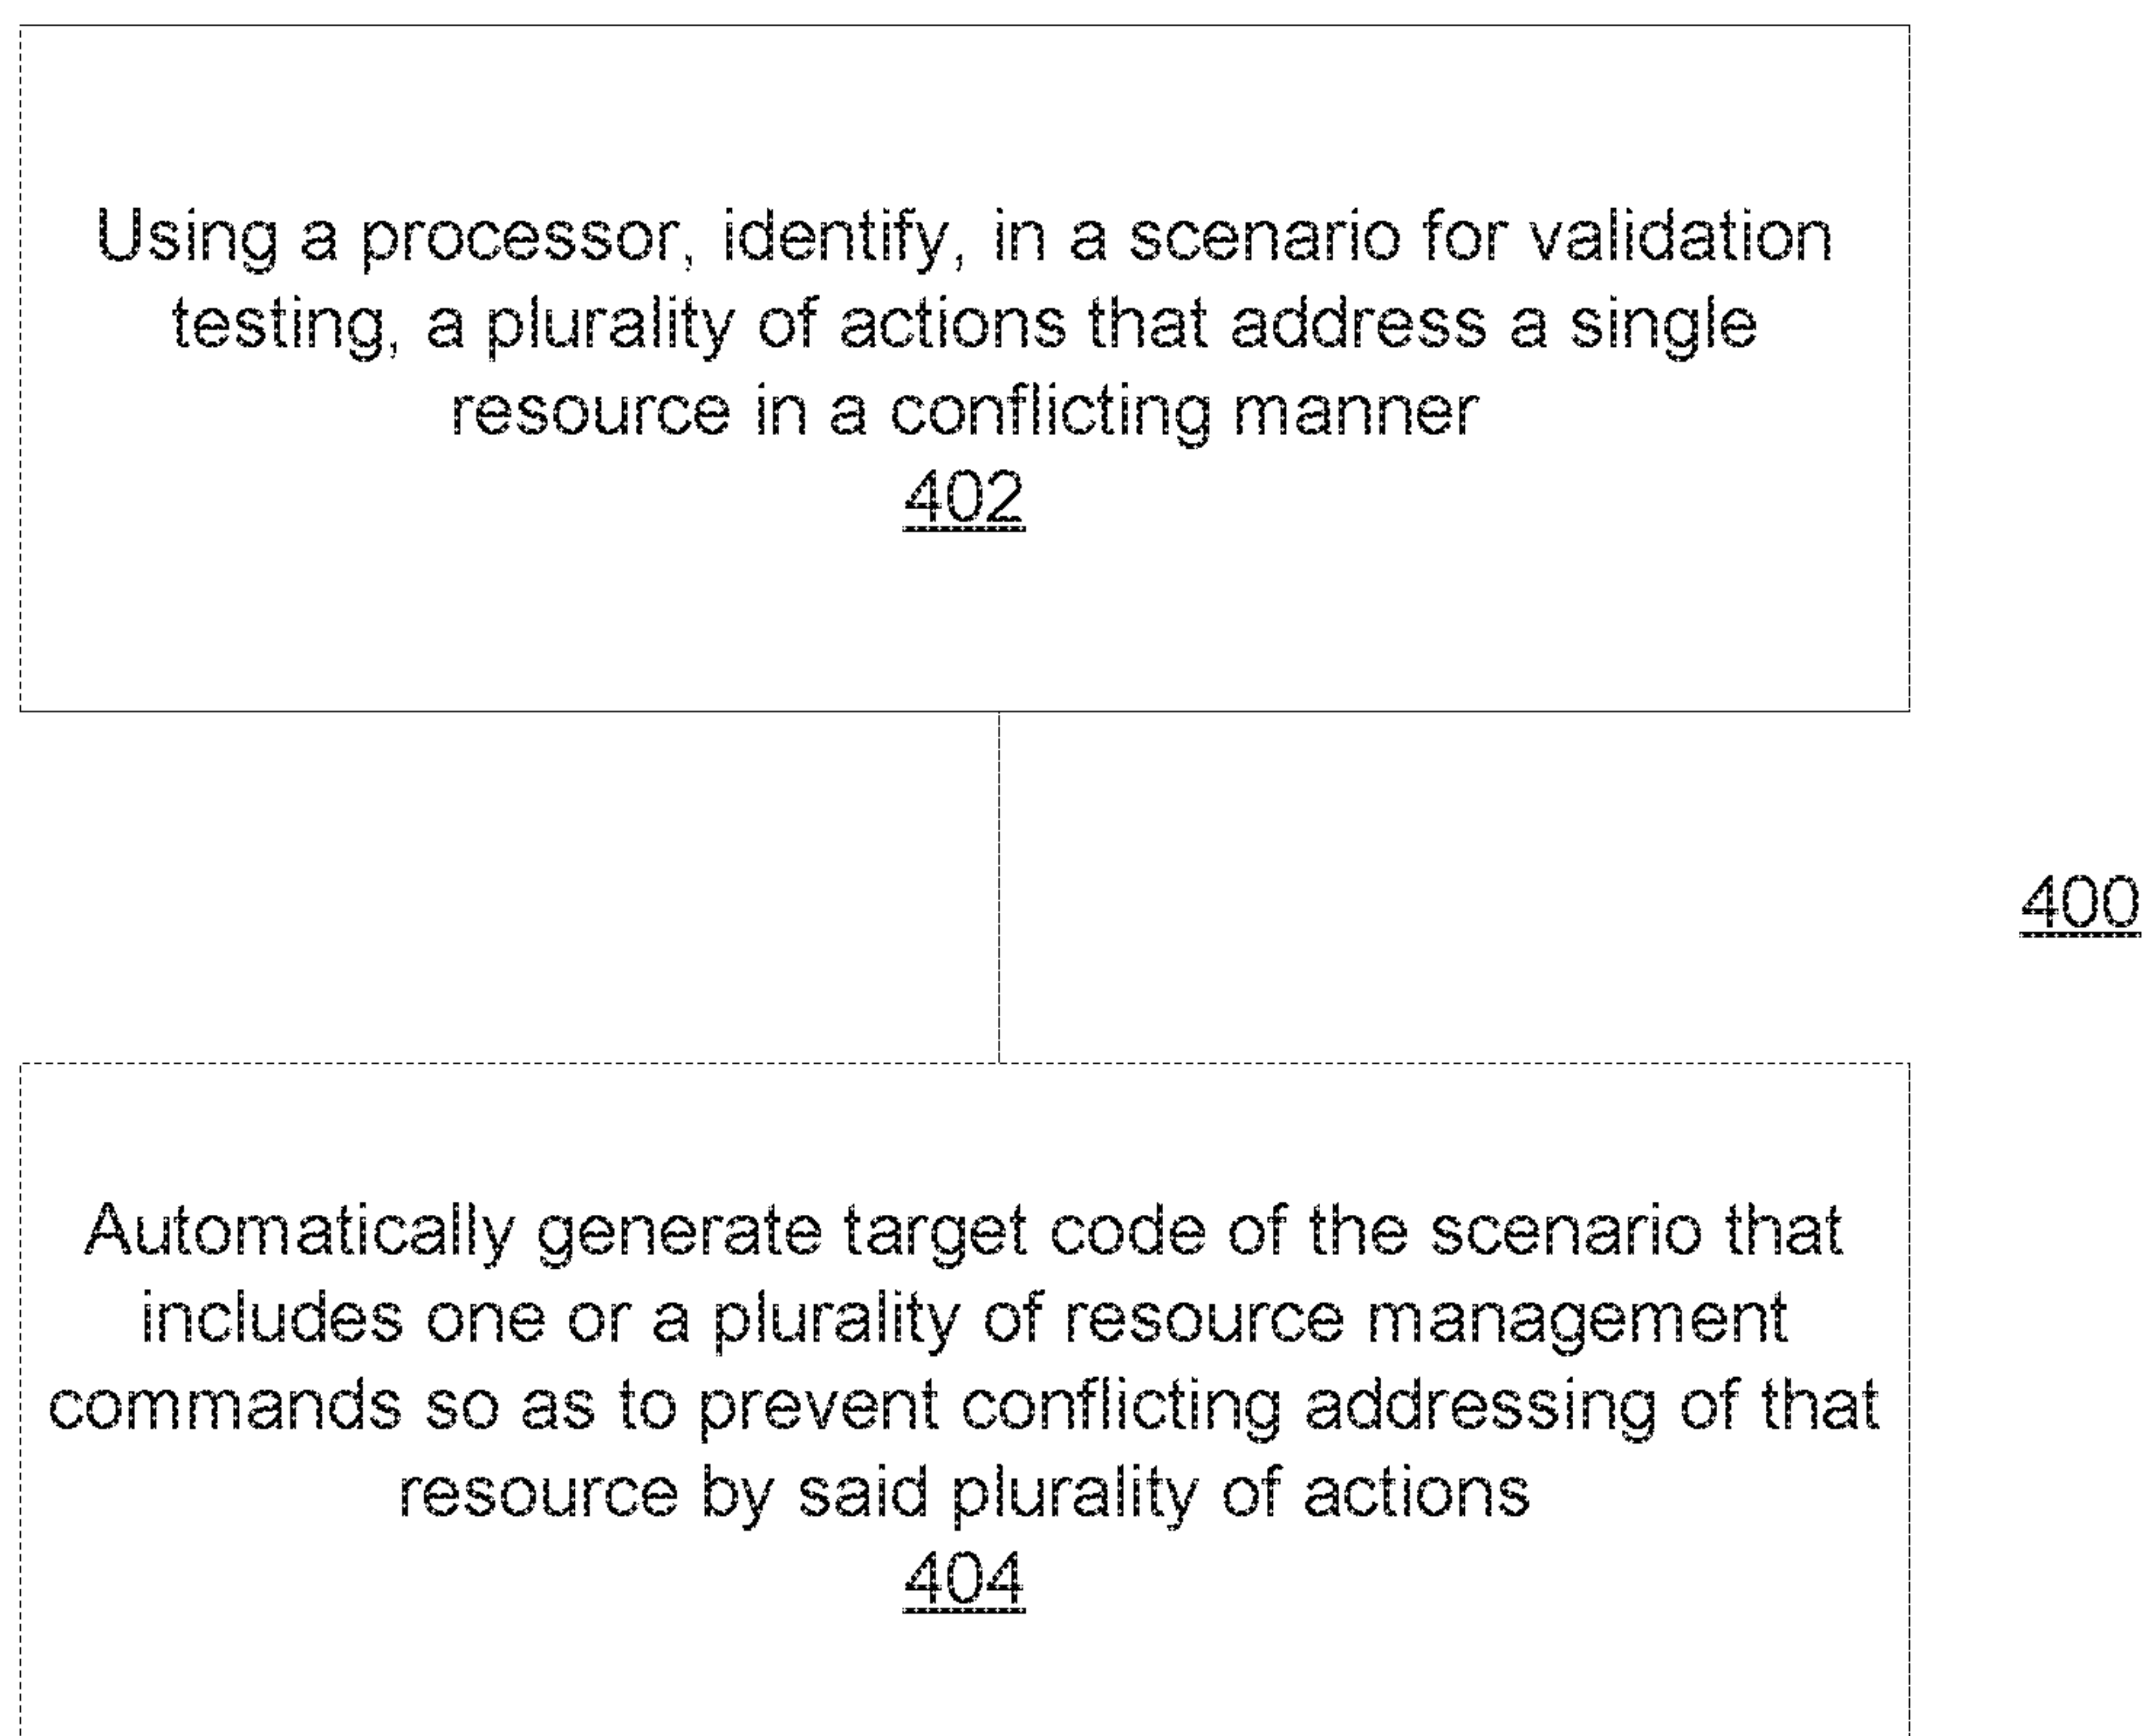 Using a processor, identify, in a scenario for validation
testing, a plurality of actions that address a single
resource in a conflicting manner
402
400
Automatically generate target code of the scenario that
includes one or a plurality of resource management
commands so as to prevent conflicting addressing of that
resource by said plurality of actions
404